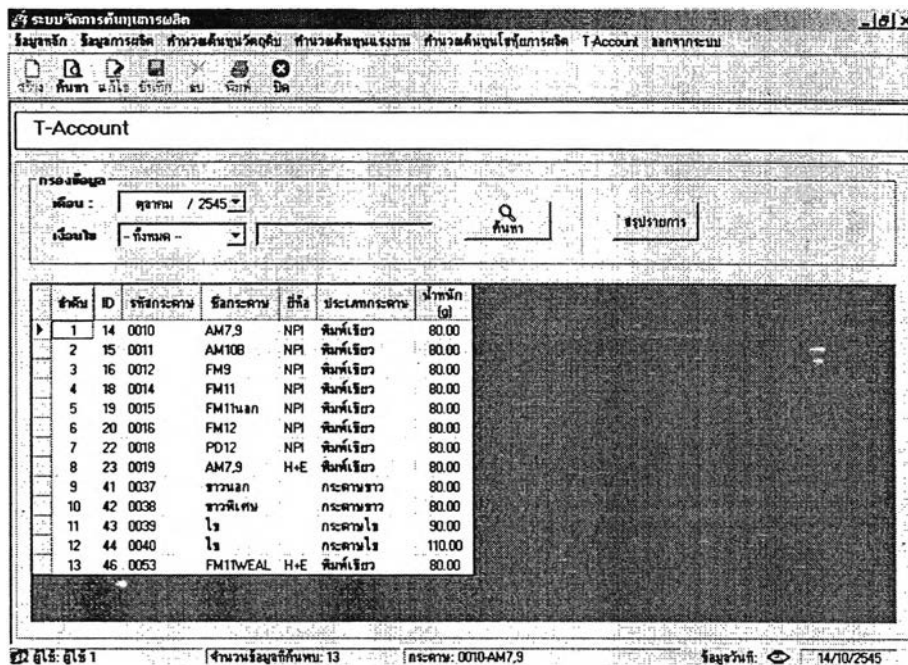 ระบบจัดการต้นทุนการผลิต
ข้อมูลหลัก ข้อมูลการผลิต คำนวณต้นทุนวัตถุดิบ คำนวณต้นทุนแรงงาน คำนวณต้นทุนโสหุ้ยการผลิต T-Account ออกจากระบบ
สร้าง ค้นหา แก้ไข บันทึก ลบ พิมพ์ ปิด
T-Account
กรองข้อมูล
เดือน : ตุลาคม / 2545
เงื่อนไข -- ทั้งหมด -- ค้นหา สรุปรายการ
ลำดับ ID รหัสกระดาษ ชื่อกระดาษ ยี่ห้อ ประเภทกระดาษ น้ำหนัก (g)
1 14 0010 AM7,9 NPI พิมพ์เขียว 80.00
2 15 0011 AM10B NPI พิมพ์เขียว 80.00
3 16 0012 FM9 NPI พิมพ์เขียว 80.00
4 18 0014 FM11 NPI พิมพ์เขียว 80.00
5 19 0015 FM11นอก NPI พิมพ์เขียว 80.00
6 20 0016 FM12 NPI พิมพ์เขียว 80.00
7 22 0018 PD12 NPI พิมพ์เขียว 80.00
8 23 0019 AM7,9 H+E พิมพ์เขียว 80.00
9 41 0037 ขาวนอก กระดาษขาว 80.00
10 42 0038 ขาวพิเศษ กระดาษขาว 80.00
11 43 0039 ไข กระดาษไข 90.00
12 44 0040 ไข กระดาษไข 110.00
13 46 0053 FM11WEAL H+E พิมพ์เขียว 80.00
ผู้ใช้: ผู้ใช้ 1 จำนวนข้อมูลที่ค้นพบ: 13 กระดาษ: 0010-AM7,9 ข้อมูลวันที่: 14/10/2545